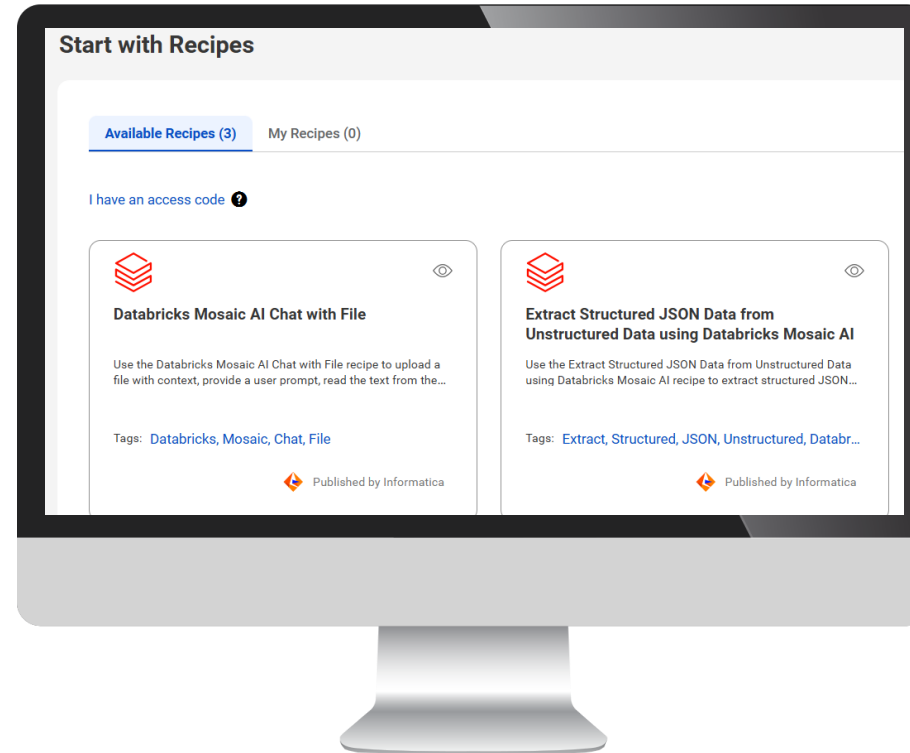 Start with Recipes
Available Recipes (3) My Recipes (0)
I have an access code ?
Databricks Mosaic AI Chat with File
Use the Databricks Mosaic AI Chat with File recipe to upload a
file with context, provide a user prompt, read the text from the...
Tags: Databricks, Mosaic, Chat, File
Published by Informatica
Extract Structured JSON Data from
Unstructured Data using Databricks Mosaic AI
Use the Extract Structured JSON Data from Unstructured Data
using Databricks Mosaic AI recipe to extract structured JSON...
Tags: Extract, Structured, JSON, Unstructured, Databr...
Published by Informatica